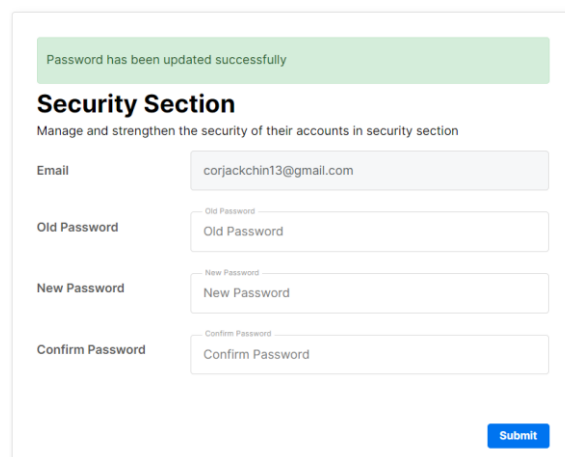 Password has been updated successfully
Security Section
Manage and strengthen the security of their accounts in security section
Email
corjackchin13@gmail.com
Old Password
Old Password
Old Password
New Password
New Password
New Password
Confirm Password
Confirm Password
Confirm Password
Submit